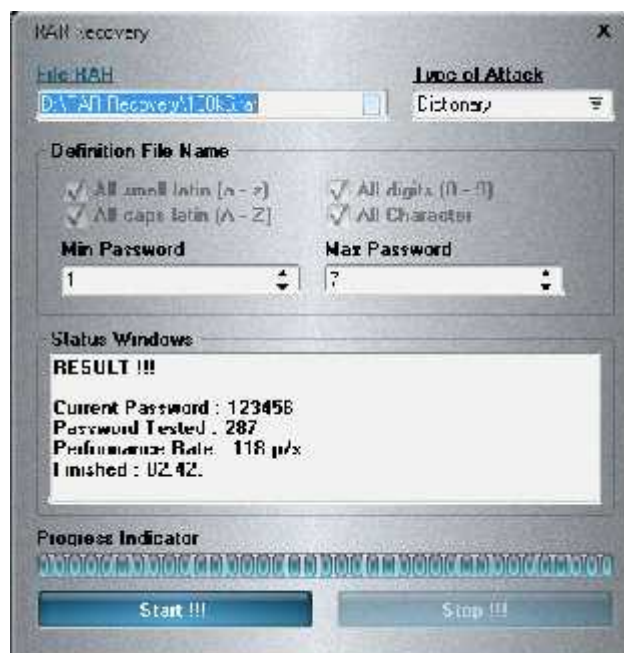 RAR Recovery
X
File RAR Type of Attack
Dictionary
Definition File Name
All small latin (a - z) All digits (0 - 9)
All caps latin (A - Z) All Character
Min Password Max Password
1 7
Status Windows
RESULT !!!
Current Password : 123456
Password Tested : 287
Performance Rate 118 p/x
Finished :
Progress Indicator
Start !!! Stop !!!